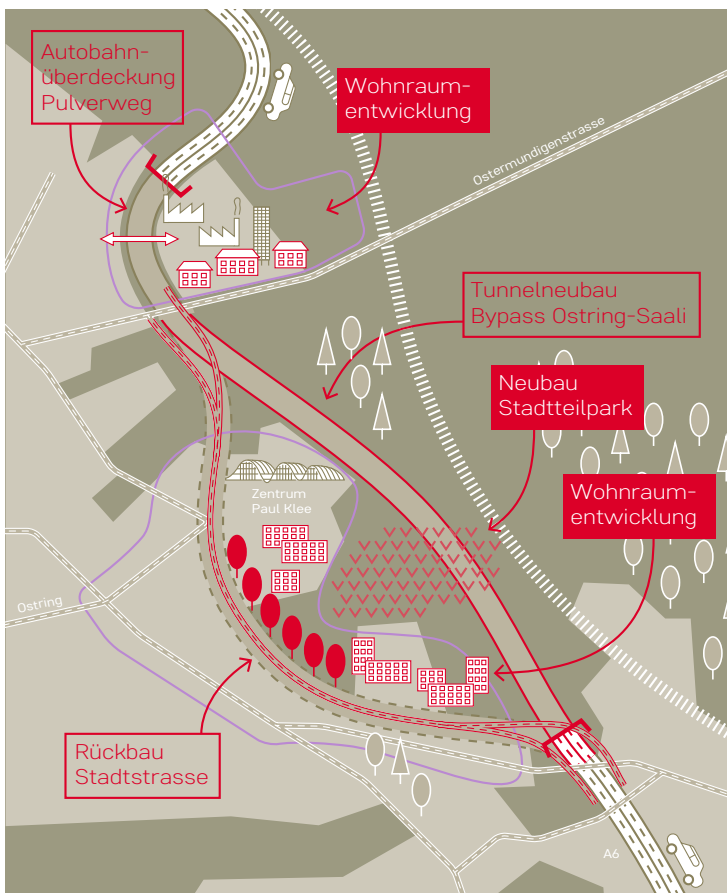 Autobahn-
überdeckung
Pulverweg
Wohnraum-
entwicklung
Ostermundigenstrasse
Tunnelneubau
Bypass Ostring-Saali
Neubau
Stadtteilpark
Wohnraum-
entwicklung
Zentrum
Paul Klee
Ostring
Rückbau
Stadtstrasse
A6